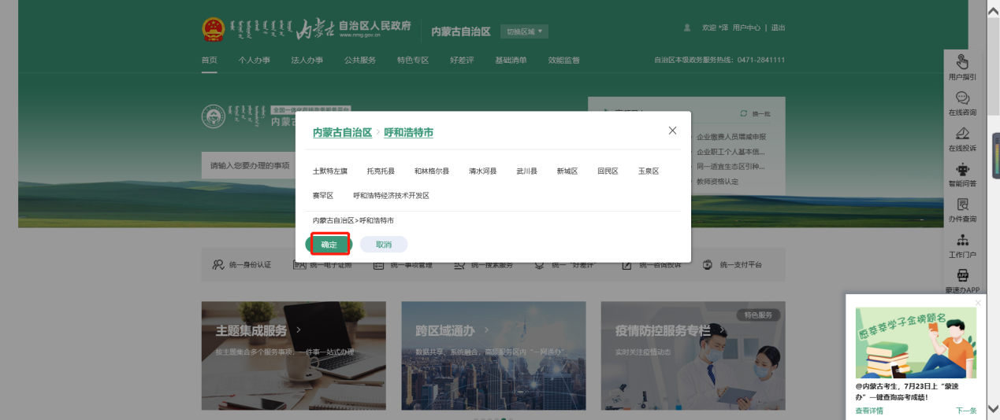 内蒙古 自治区人民政府 www.nmg.gov.cn 内蒙古自治区 切换区域
欢迎 *泽 用户中心 | 退出
首页 个人办事 法人办事 公共服务 特色专区 好差评 基础清单 效能监督 自治区本级政务服务热线：0471-2841111
用户指引
在线咨询
在线投诉
智能问答
办件查询
工作门户
蒙速办APP
全国一体化在线政务服务平台
换一批
企业缴费人员增减申报
企业职工个人基本信...
同一适宜生态区引种...
教师资格认定
请输入您要办理的事项
内蒙古自治区 > 呼和浩特市
土默特左旗 托克托县 和林格尔县 清水河县 武川县 新城区 回民区 玉泉区
赛罕区 呼和浩特经济技术开发区
内蒙古自治区>呼和浩特市
确定 取消
统一身份认证 统一电子证照 统一事项管理 统一搜索服务 统一“好差评” 统一咨询投诉 统一支付平台
主题集成服务 >
按主题集合多个服务事项，一件事一站式办理
跨区域通办 >
数据共享、系统融合，高频服务区内“一网通办”
特色服务
疫情防控服务专栏 >
实时关注疫情动态
愿莘莘学子金榜题名
@内蒙古考生，7月23日上“蒙速
办”一键查询高考成绩！
查看详情 下一条